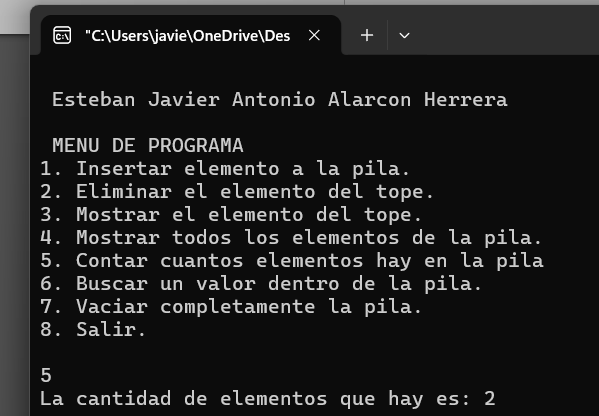 "C:\Users\javie\OneDrive\Des
Esteban Javier Antonio Alarcon Herrera
MENU DE PROGRAMA
1. Insertar elemento a la pila.
2. Eliminar el elemento del tope.
3. Mostrar el elemento del tope.
4. Mostrar todos los elementos de la pila.
5. Contar cuantos elementos hay en la pila
6. Buscar un valor dentro de la pila.
7. Vaciar completamente la pila.
8. Salir.
5
La cantidad de elementos que hay es: 2